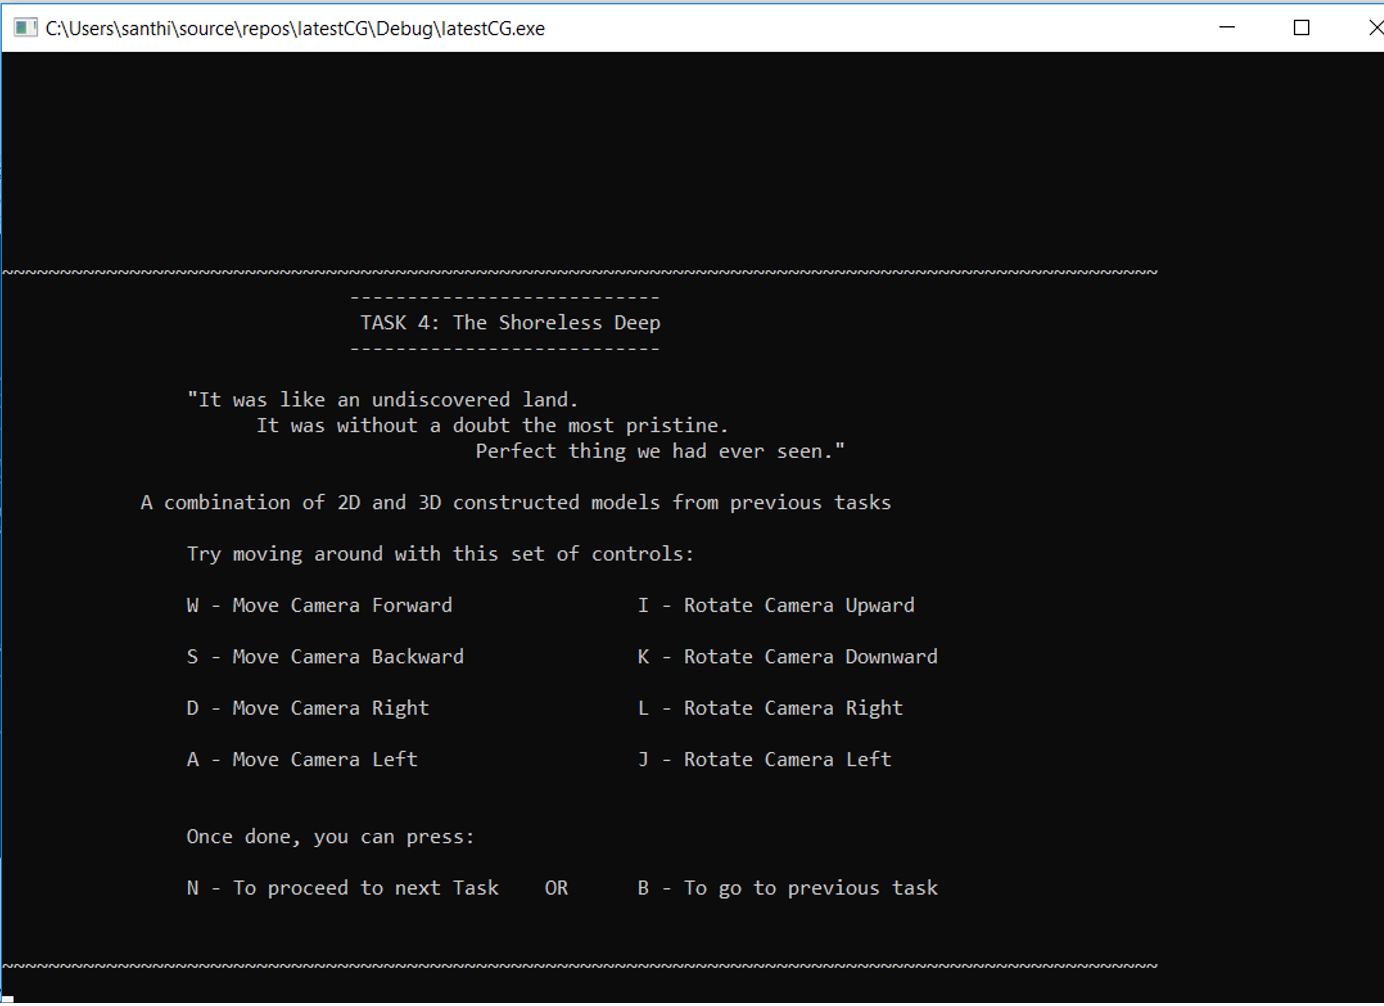 C:\Users\santhi\source\repos\latestCG\Debug\latestCG.exe
~~~~~~~~~~~~~~~~~~~~~~~~~~~~~~~~~~~~~~~~~~~~~~~~~~~~~~~~~~~~~~~~~~~~~~~~~~~~~~~~~~~~~~~~~~~~~~~~~~~~
---------------------------
TASK 4: The Shoreless Deep
---------------------------
"It was like an undiscovered land.
It was without a doubt the most pristine.
Perfect thing we had ever seen."
A combination of 2D and 3D constructed models from previous tasks
Try moving around with this set of controls:
W - Move Camera Forward I - Rotate Camera Upward
S - Move Camera Backward K - Rotate Camera Downward
D - Move Camera Right L - Rotate Camera Right
A - Move Camera Left J - Rotate Camera Left
Once done, you can press:
N - To proceed to next Task OR B - To go to previous task
~~~~~~~~~~~~~~~~~~~~~~~~~~~~~~~~~~~~~~~~~~~~~~~~~~~~~~~~~~~~~~~~~~~~~~~~~~~~~~~~~~~~~~~~~~~~~~~~~~~~